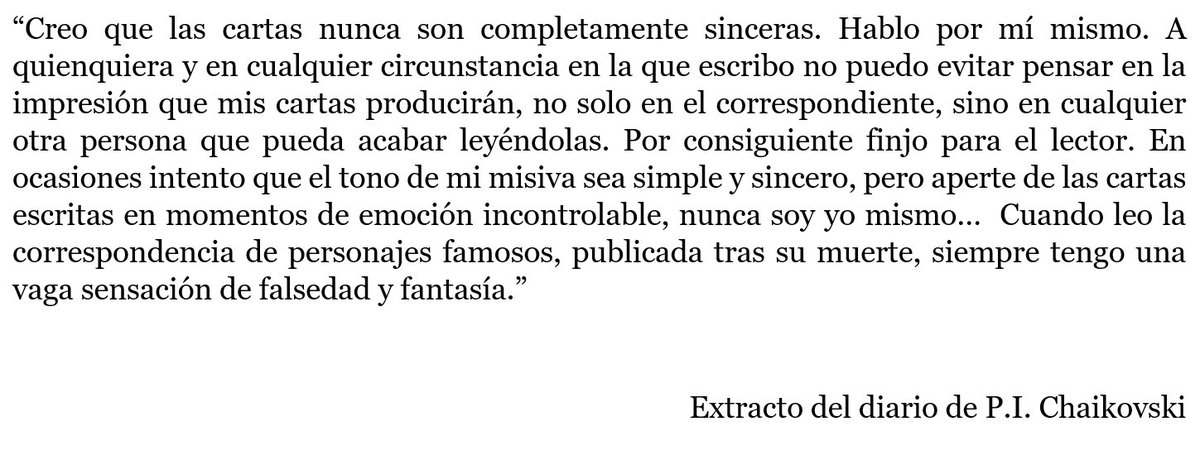 “Creo que las cartas nunca son completamente sinceras. Hablo por mí mismo. A
quienquiera y en cualquier circunstancia en la que escribo no puedo evitar pensar en la
impresión que mis cartas producirán, no solo en el correspondiente, sino en cualquier
otra persona que pueda acabar leyéndolas. Por consiguiente finjo para el lector. En
ocasiones intento que el tono de mi misiva sea simple y sincero, pero aperte de las cartas
escritas en momentos de emoción incontrolable, nunca soy yo mismo... Cuando leo la
correspondencia de personajes famosos, publicada tras su muerte, siempre tengo una
vaga sensación de falsedad y fantasía.”
Extracto del diario de P.I. Chaikovski